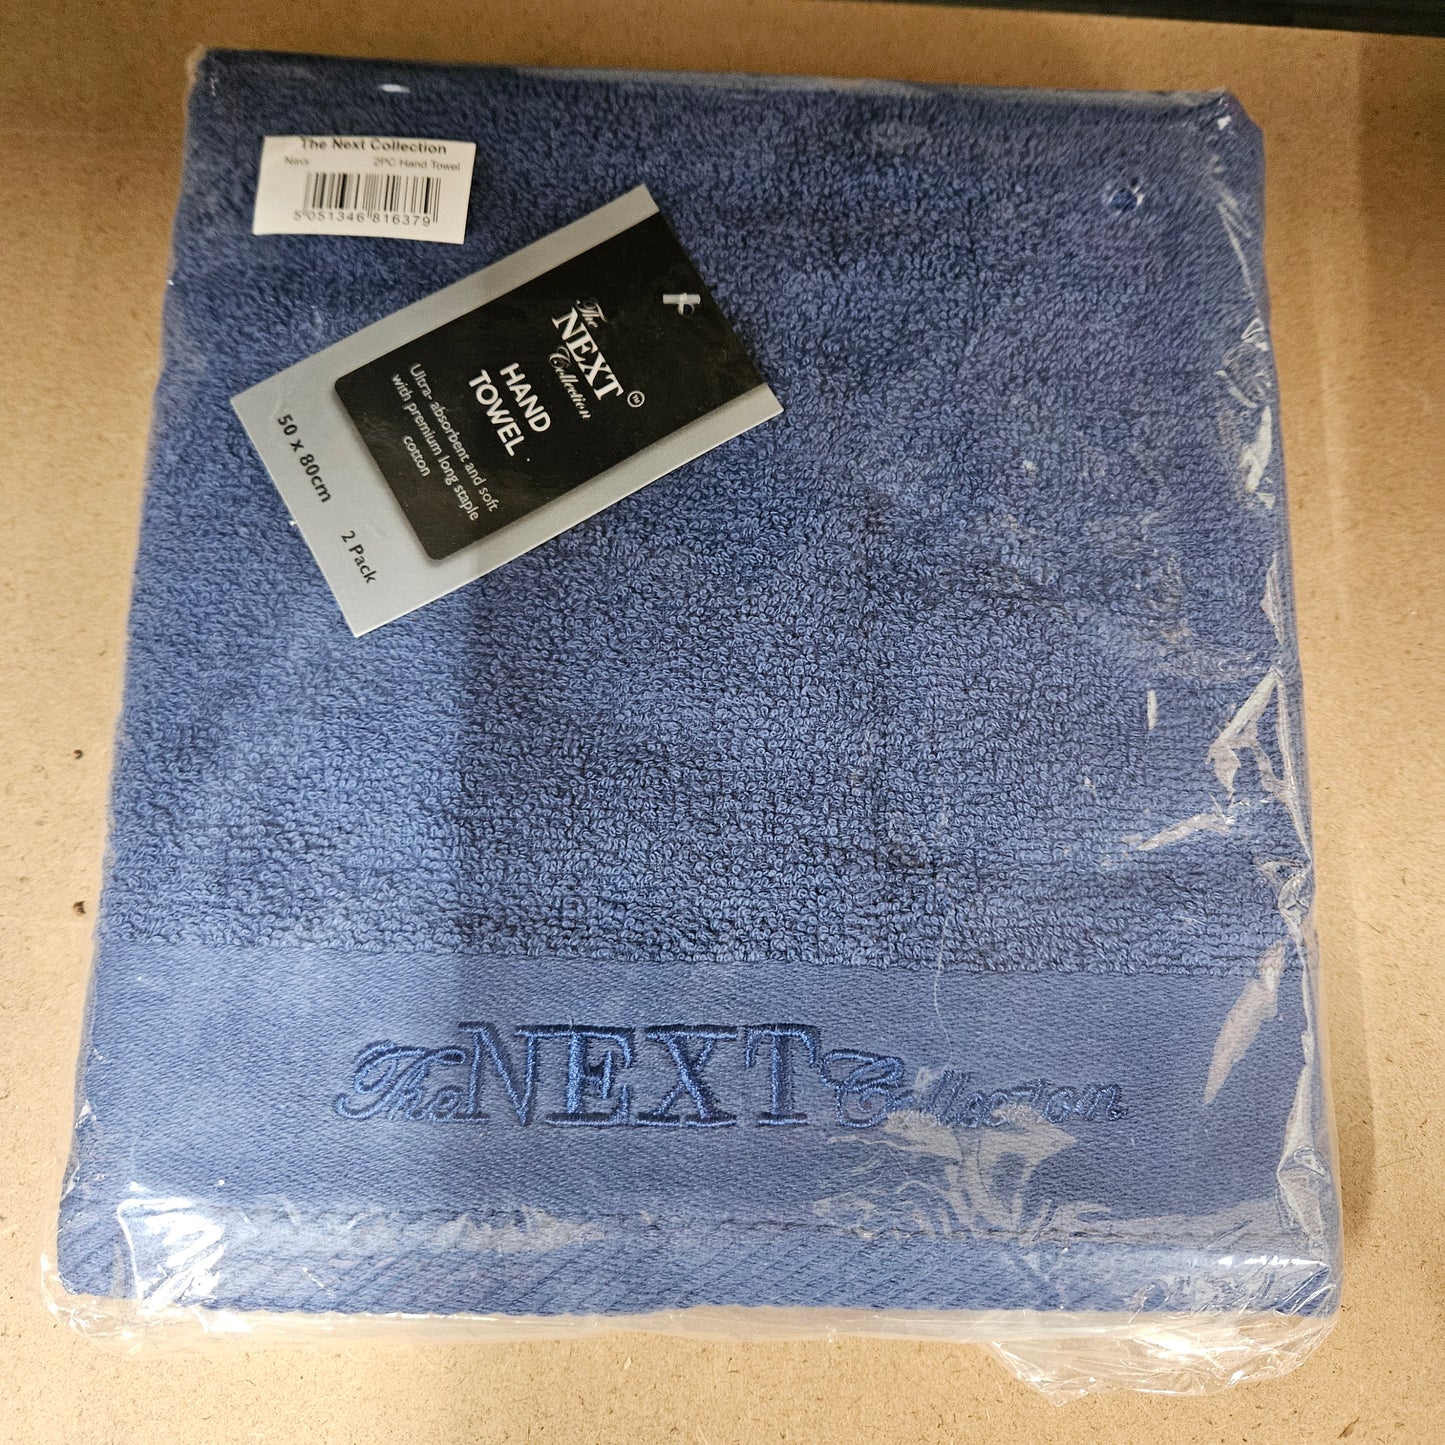 The Next Collection
Navy 2PC Hand Towel
5 051346 816379
The
NEXT
Collection
TM
HAND
TOWEL
Ultra- absorbent and soft
with premium long staple
cotton
50 x 80cm 2 Pack
The NEXT Collection